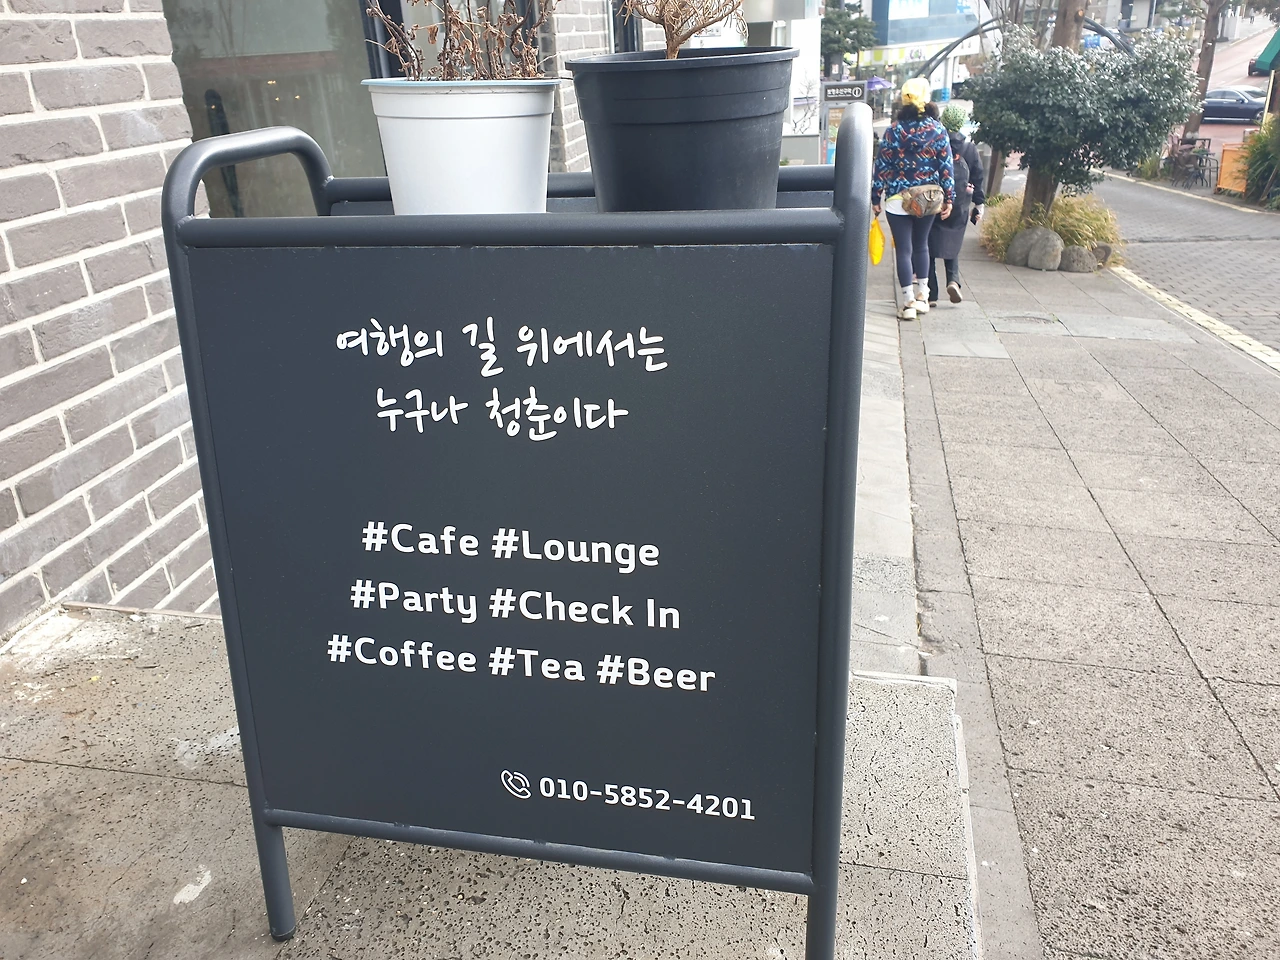 여행의 길 위에서는
누구나 청춘이다
#Cafe #Lounge
#Party #Check In
#Coffee #Tea #Beer
010-5852-4201